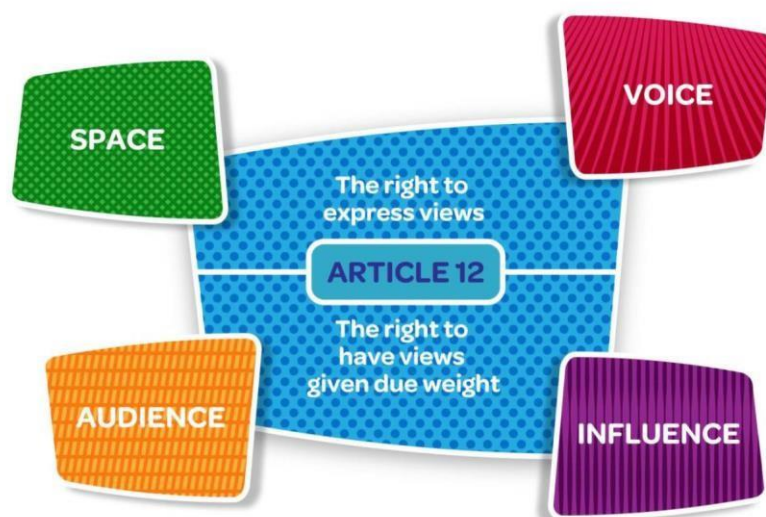 SPACE
VOICE
The right to
express views
ARTICLE 12
The right to
have views
given due weight
AUDIENCE
INFLUENCE